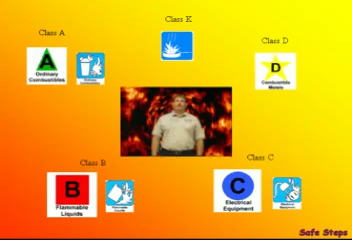 Class K
Class A
Class D
A
Ordinary
Combustibles
D
Combustible
Metals
Class B
Class C
B
Flammable
Liquids
C
Electrical
Equipment
Safe Steps